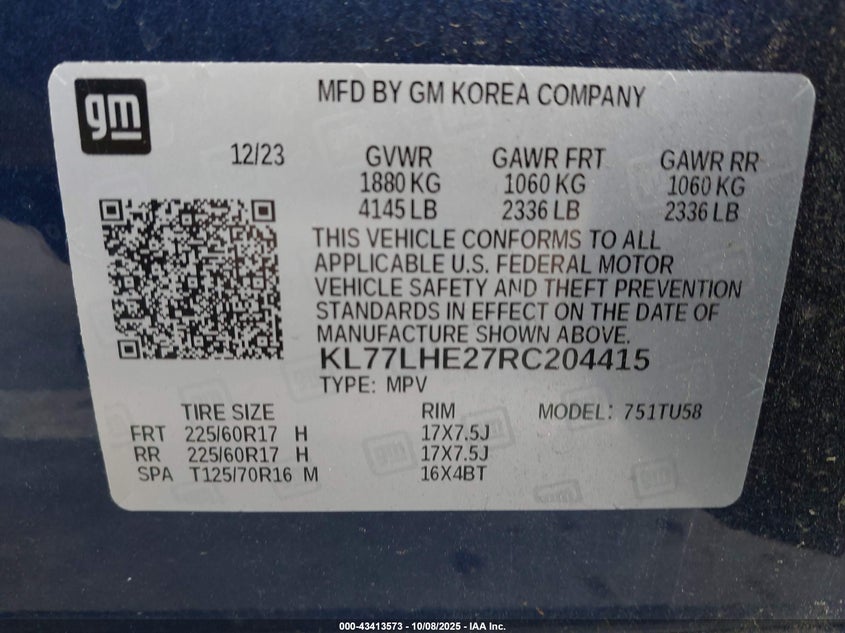 gm
MFD BY GM KOREA COMPANY
12/23
GVWR GAWR FRT GAWR RR
1880 KG 1060 KG 1060 KG
4145 LB 2336 LB 2336 LB
THIS VEHICLE CONFORMS TO ALL
APPLICABLE U.S. FEDERAL MOTOR
VEHICLE SAFETY AND THEFT PREVENTION
STANDARDS IN EFFECT ON THE DATE OF
MANUFACTURE SHOWN ABOVE.
KL77LHE27RC204415
TYPE: MPV
TIRE SIZE RIM MODEL: 751TU58
FRT 225/60R17 H 17X7.5J
RR 225/60R17 H 17X7.5J
SPA T125/70R16 M 16X4BT
000-43413573 - 10/08/2025 - IAA Inc.